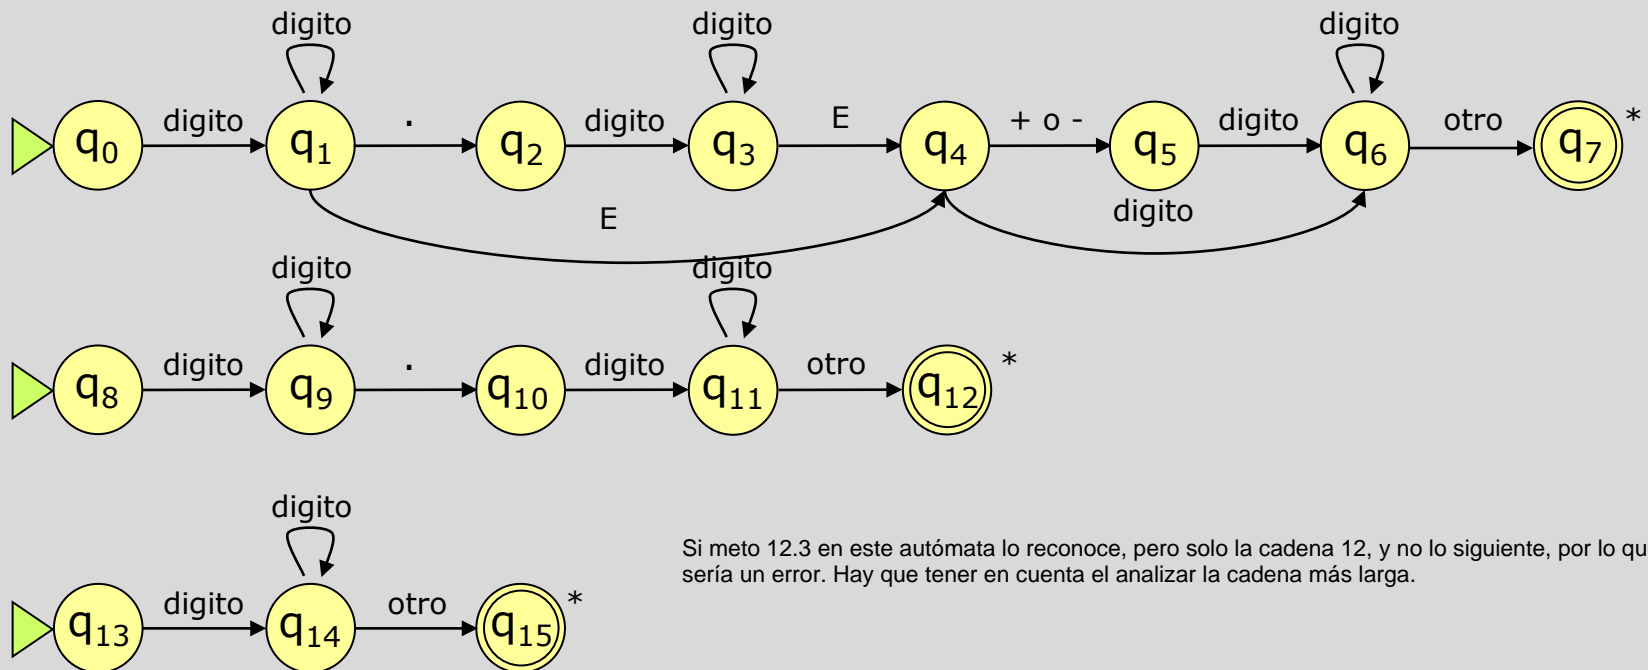 digito digito digito
digito . digito E + o - digito otro
q0 q1 q2 q3 q4 q5 q6 q7 *
E digito
digito digito
digito . digito otro
q8 q9 q10 q11 q12 *
digito
digito otro
q13 q14 q15 *
Si meto 12.3 en este autómata lo reconoce, pero solo la cadena 12, y no lo siguiente, por lo qu
sería un error. Hay que tener en cuenta el analizar la cadena más larga.